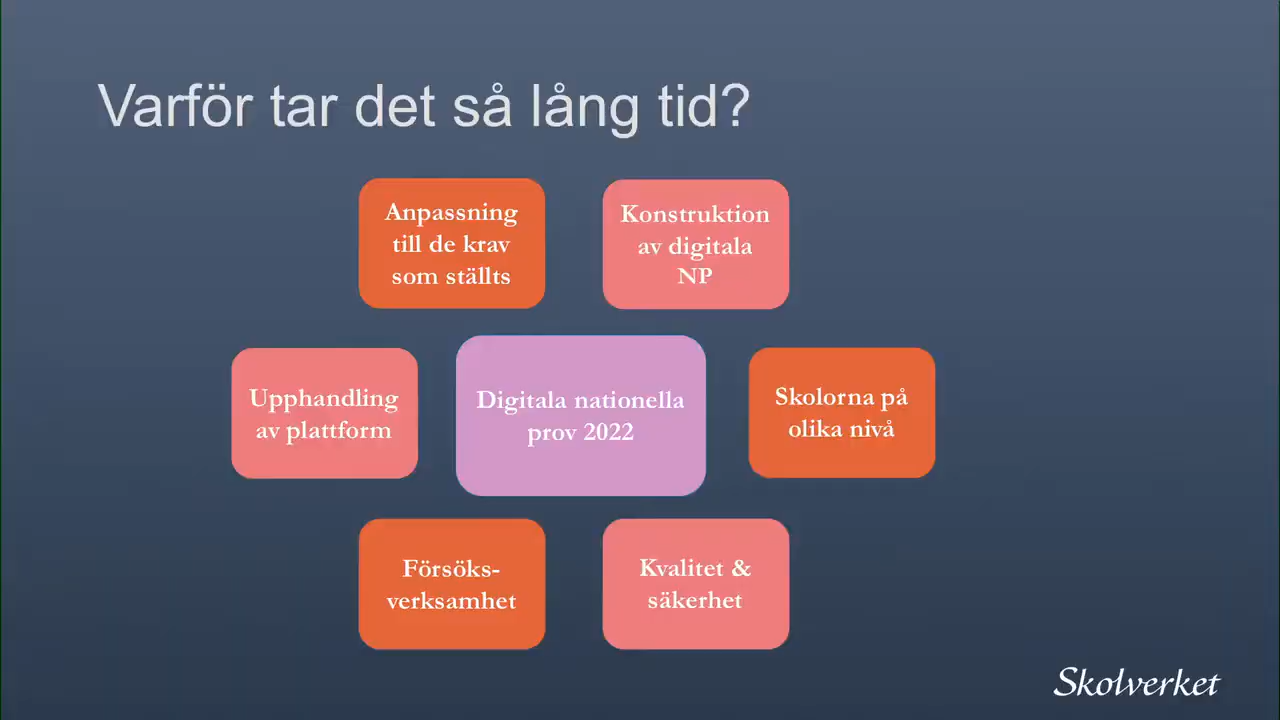 Varför tar det så lång tid?
Anpassning
till de krav
som ställts
Konstruktion
av digitala
NP
Upphandling
av plattform
Digitala nationella
prov 2022
Skolorna på
olika nivå
Försöks-
verksamhet
Kvalitet &
säkerhet
Skolverket